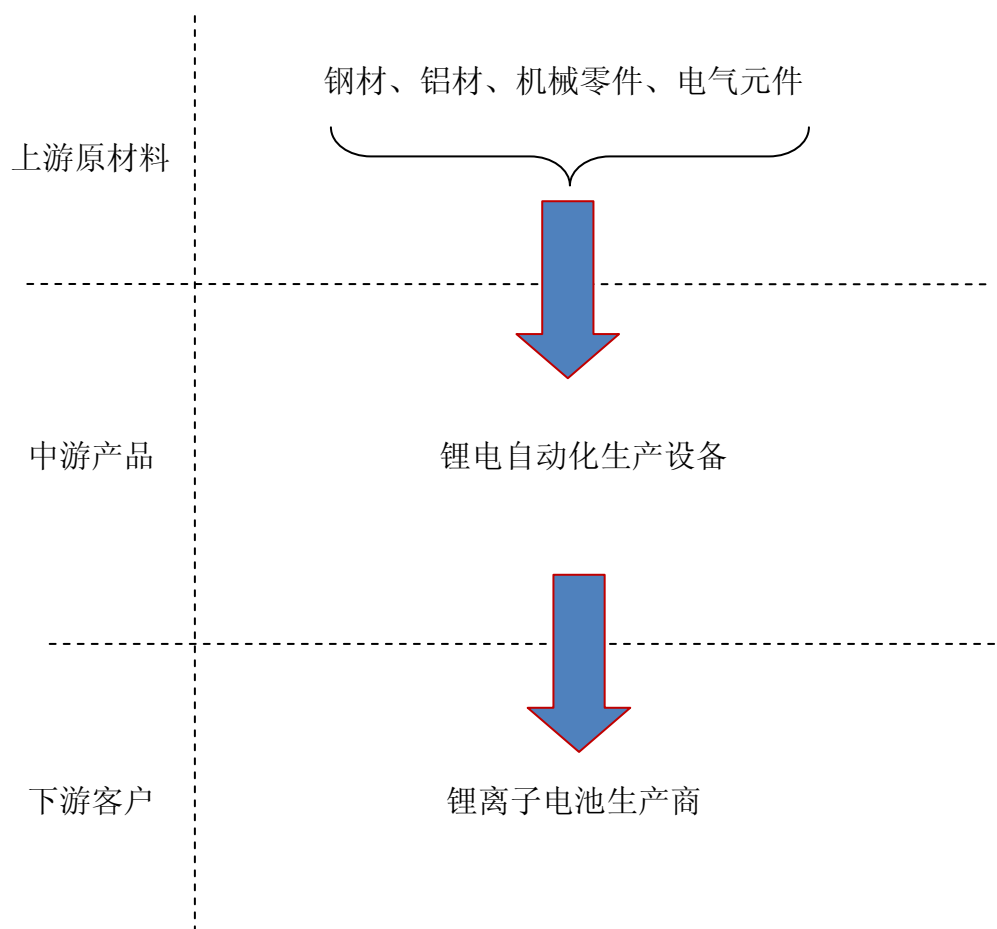 钢材、铝材、机械零件、电气元件
上游原材料
中游产品
锂电自动化生产设备
下游客户
锂离子电池生产商